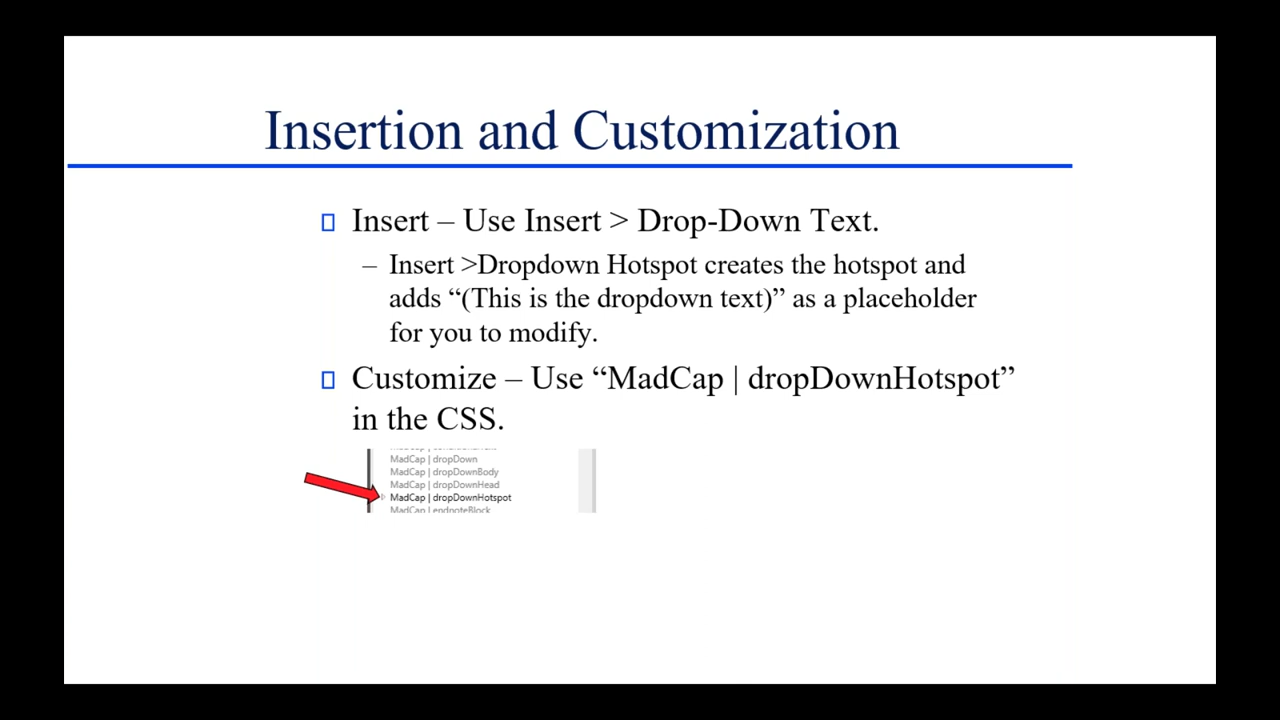 Insertion and Customization
Insert – Use Insert > Drop-Down Text.
– Insert >Dropdown Hotspot creates the hotspot and
adds “(This is the dropdown text)” as a placeholder
for you to modify.
Customize – Use “MadCap | dropDownHotspot”
in the CSS.
MadCap | dropDown
MadCap | dropDownBody
MadCap | dropDownHead
MadCap | dropDownHotspot
MadCap | endnoteBlock